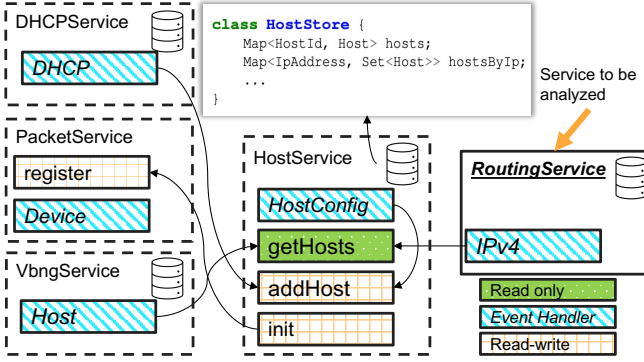 DHCPService
DHCP
class HostStore {
Map<HostId, Host> hosts;
Map<IpAddress, Set<Host>> hostsByIp;
...
}
Service to be
analyzed
PacketService
register
Device
HostService
HostConfig
getHosts
addHost
init
RoutingService
IPv4
VbngService
Host
Read only
Event Handler
Read-write